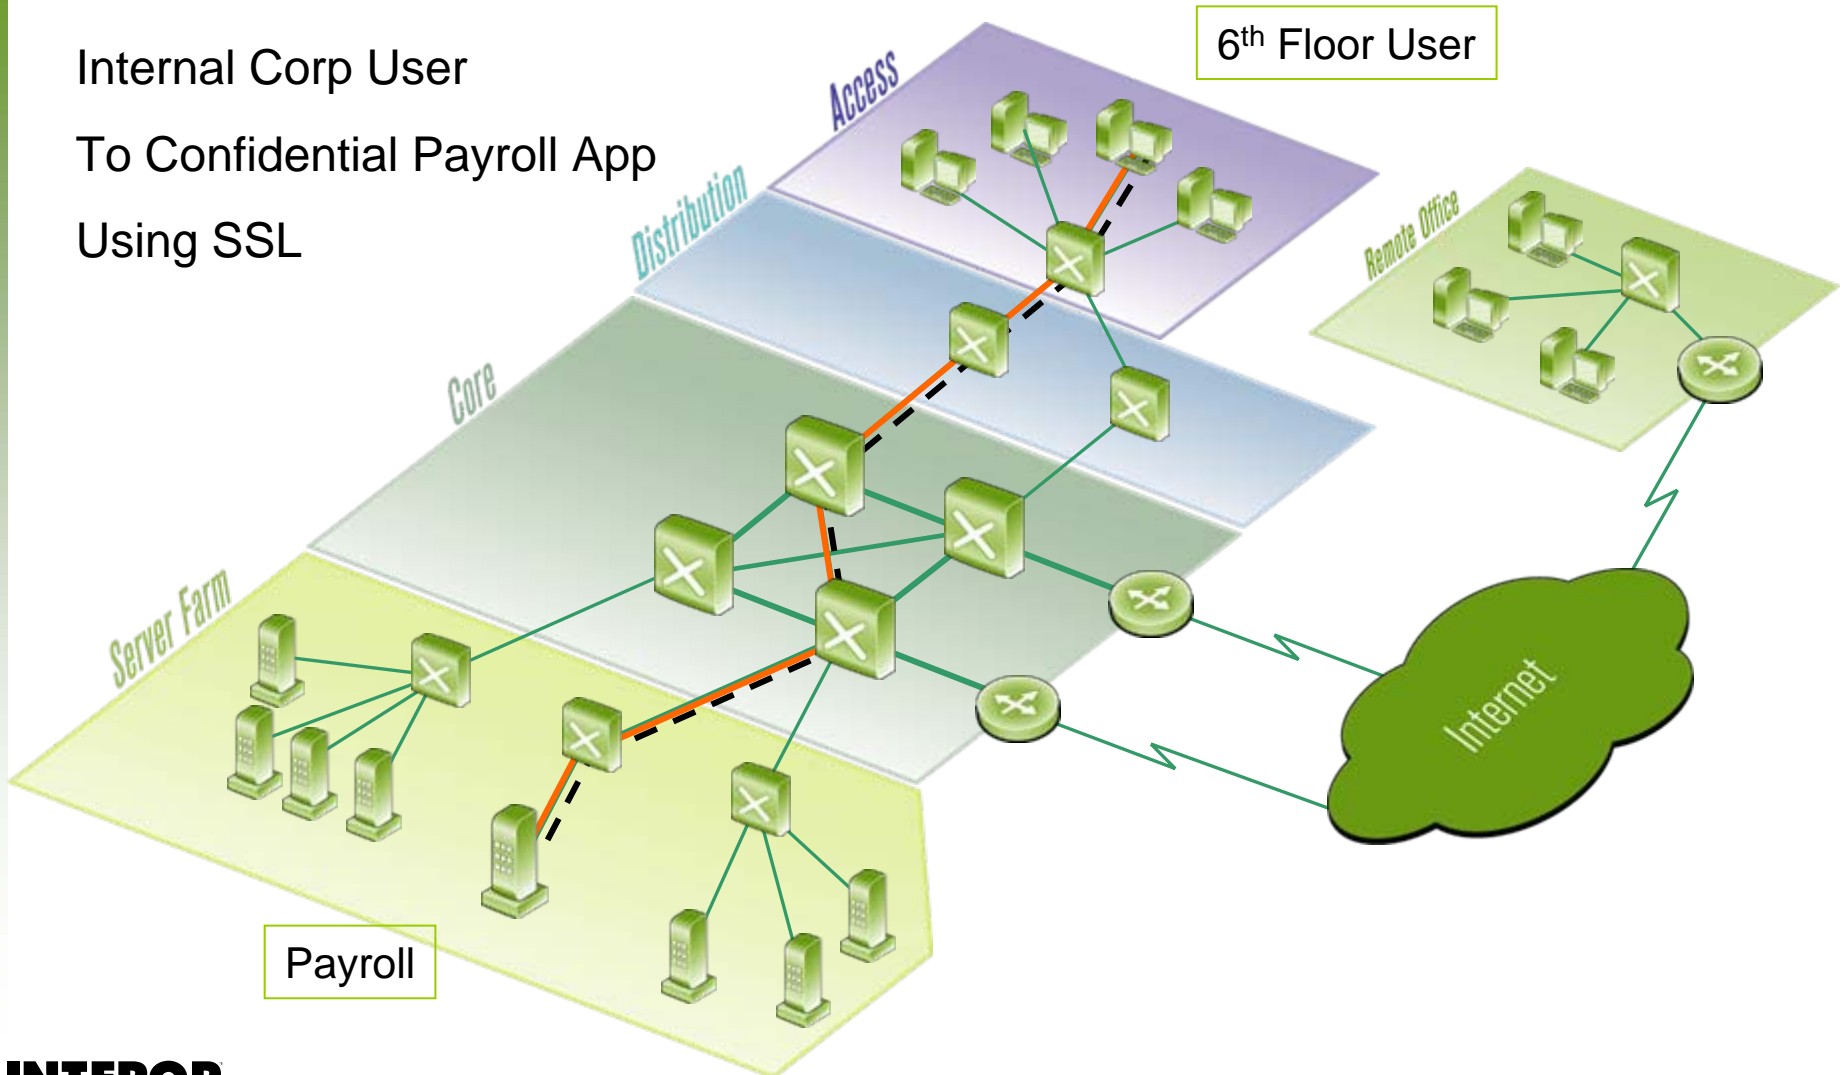 Internal Corp User
To Confidential Payroll App
Using SSL
6th Floor User
Access
Distribution
Remote Office
Core
Server Farm
Internet
Payroll
INTEROP